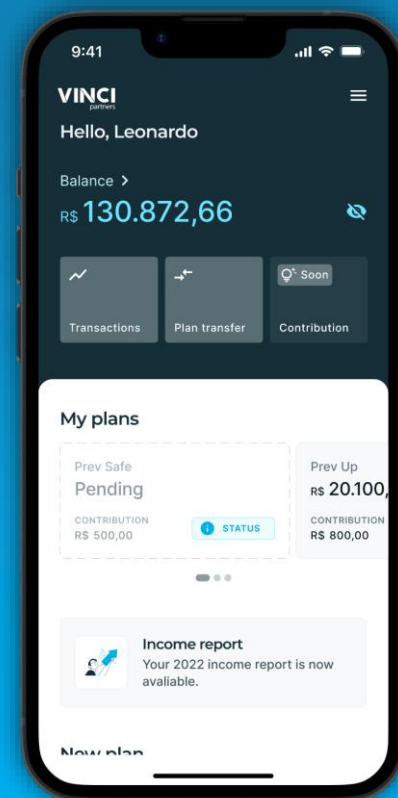 9:41
VINCI
partners
Hello, Leonardo
Balance >
R$ 130.872,66
Transactions
Plan transfer
Soon
Contribution
My plans
Prev Safe
Pending
CONTRIBUTION
R$ 500,00
STATUS
Prev Up
R$ 20.100,
CONTRIBUTION
R$ 800,00
Income report
Your 2022 income report is now
avaliable.
New plan